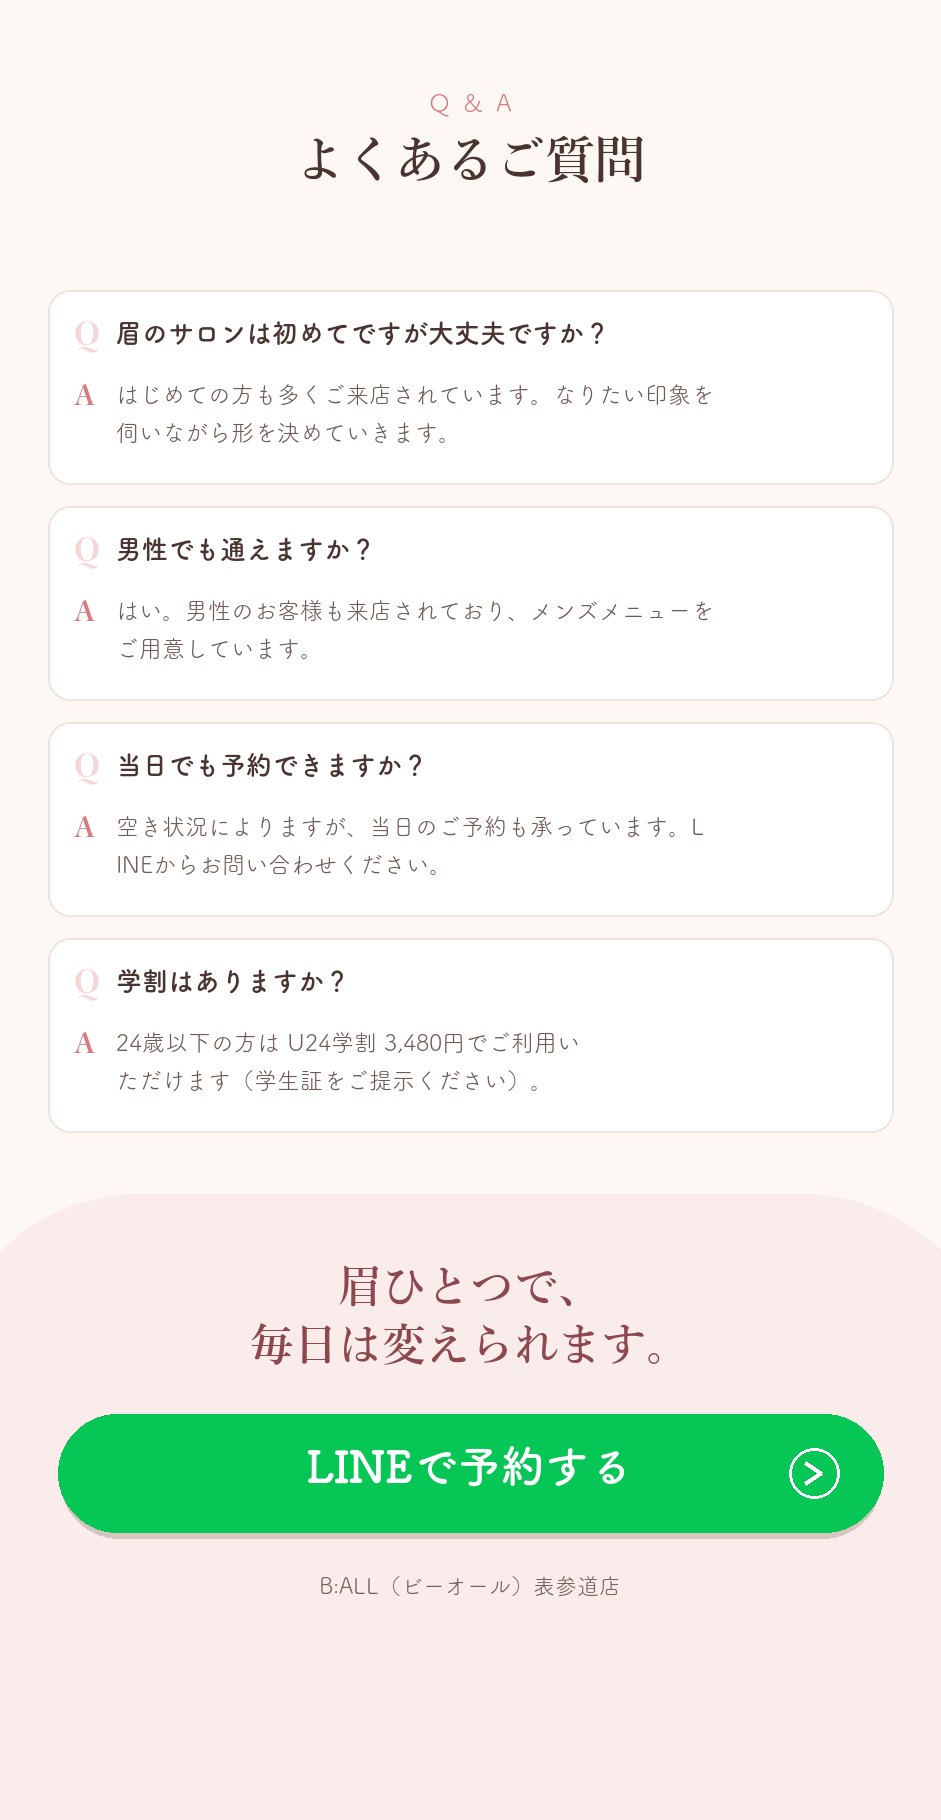 Q & A
よくあるご質問
Q 眉のサロンは初めてですが大丈夫ですか？
A はじめての方も多くご来店されています。なりたい印象を
伺いながら形を決めていきます。
Q 男性でも通えますか？
A はい。男性のお客様も来店されており、メンズメニューを
ご用意しています。
Q 当日でも予約できますか？
A 空き状況によりますが、当日のご予約も承っています。L
INEからお問い合わせください。
Q 学割はありますか？
A 24歳以下の方は U24学割 3,480円でご利用い
ただけます（学生証をご提示ください）。
眉ひとつで、
毎日は変えられます。
LINEで予約する
B:ALL（ビーオール）表参道店